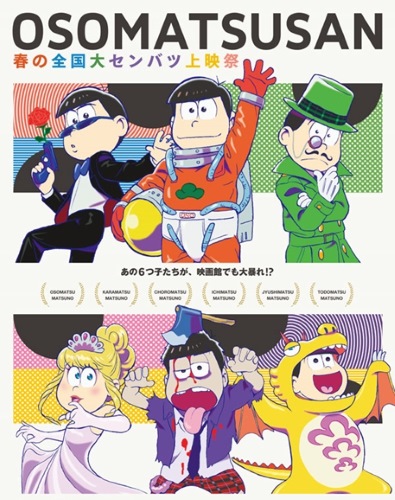 OSOMATSUSAN
春の全国大センバツ上映祭
あの6つ子たちが、映画館でも大暴れ!?
OSOMATSU
MATSUNO
KARAMATSU
MATSUNO
CHOROMATSU
MATSUNO
ICHIMATSU
MATSUNO
JYUSHIMATSU
MATSUNO
TODOMATSU
MATSUNO